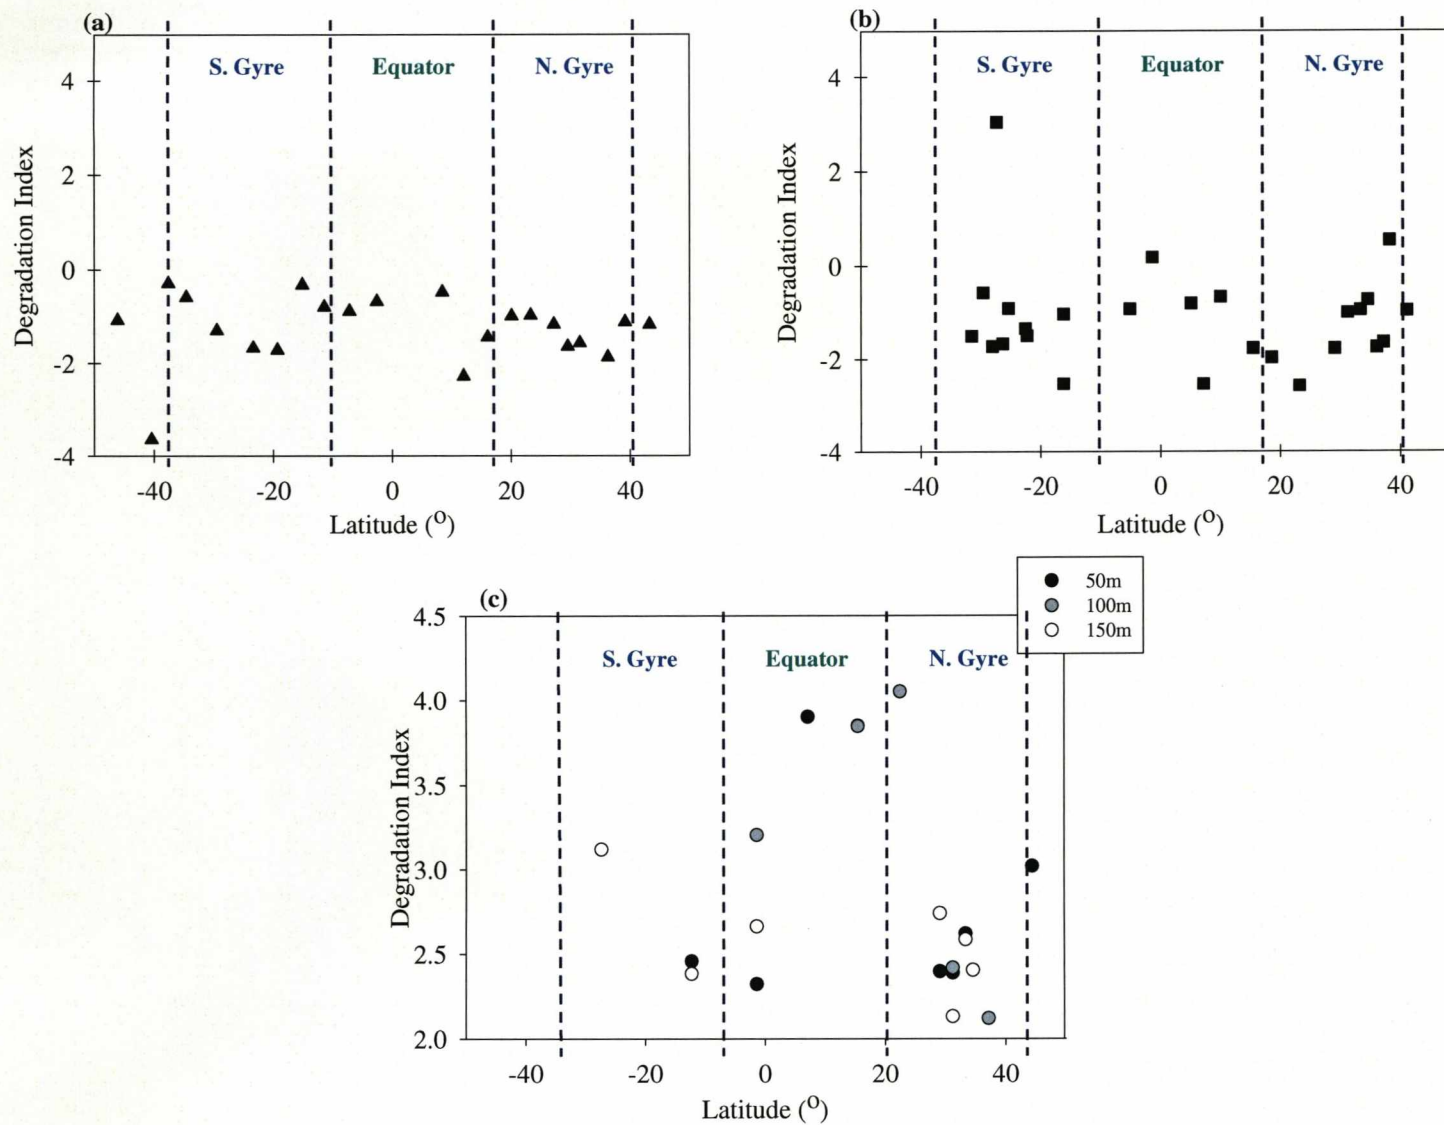 (a)
S. Gyre Equator N. Gyre
4
2
0
-2
-4
Degradation Index
-40 -20 0 20 40
Latitude (O)
(b)
S. Gyre Equator N. Gyre
4
2
0
-2
-4
Degradation Index
-40 -20 0 20 40
Latitude (O)
(c)
50m
100m
150m
S. Gyre Equator N. Gyre
4.5
4.0
3.5
3.0
2.5
2.0
Degradation Index
-40 -20 0 20 40
Latitude (O)